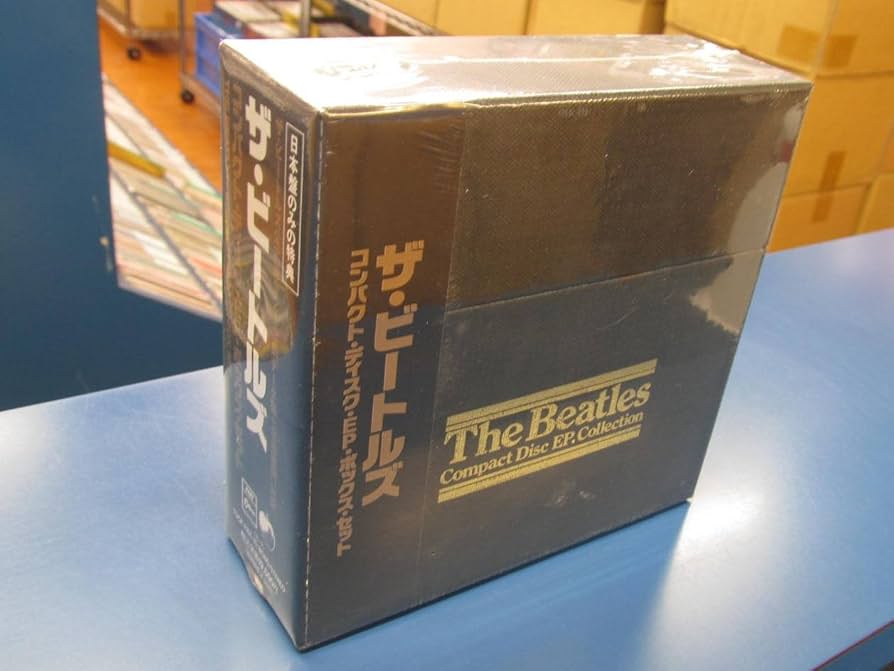 日本盤のみの特典
ザ・ビートルズ
ザ・ビートルズ
コンパクト・ディスク・EP・ボックス・セット
The Beatles
Compact Disc EP. Collection